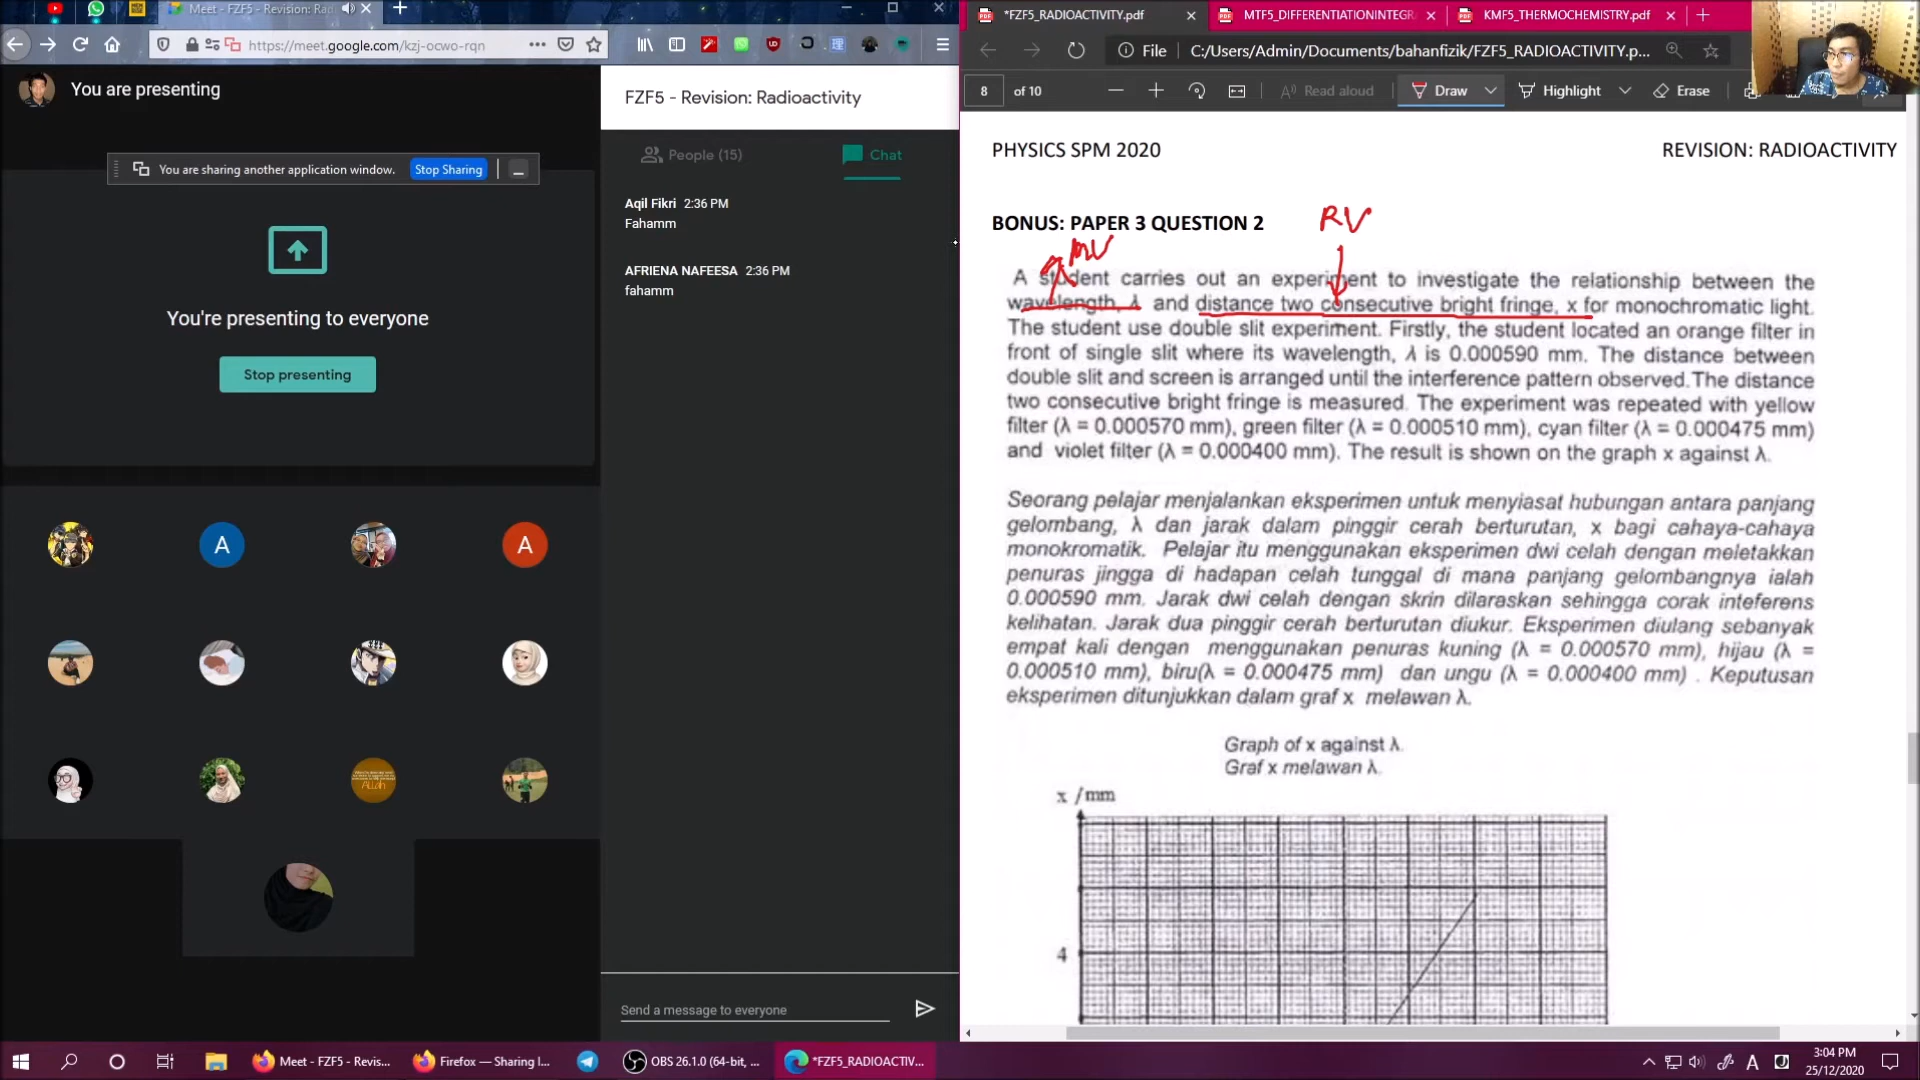 Meet - FZF5 - Revision: Ra
https://meet.google.com/kzj-ocwo-rqn
You are presenting
You are sharing another application window. Stop Sharing
You're presenting to everyone
Stop presenting
A
A
FZF5 - Revision: Radioactivity
People (15)
Chat
Aqil Fikri 2:36 PM
Fahamm
AFRIENA NAFEESA 2:36 PM
fahamm
Send a message to everyone
*FZF5_RADIOACTIVITY.pdf
MTF5_DIFFERENTIATIONINTEGR
KMF5_THERMOCHEMISTRY.pdf
File C:/Users/Admin/Documents/bahanfizik/FZF5_RADIOACTIVITY.p...
8 of 10
Read aloud
Draw
Highlight
Erase
PHYSICS SPM 2020
REVISION: RADIOACTIVITY
BONUS: PAPER 3 QUESTION 2
RV
MV
A student carries out an experiment to investigate the relationship between the
wavelength, λ and distance two consecutive bright fringe, x for monochromatic light.
The student use double slit experiment. Firstly, the student located an orange filter in
front of single slit where its wavelength, λ is 0.000590 mm. The distance between
double slit and screen is arranged until the interference pattern observed. The distance
two consecutive bright fringe is measured. The experiment was repeated with yellow
filter (λ = 0.000570 mm), green filter (λ = 0.000510 mm), cyan filter (λ = 0.000475 mm)
and violet filter (λ = 0.000400 mm). The result is shown on the graph x against λ.
Seorang pelajar menjalankan eksperimen untuk menyiasat hubungan antara panjang
gelombang, λ dan jarak dalam pinggir cerah berturutan, x bagi cahaya-cahaya
monokromatik. Pelajar itu menggunakan eksperimen dwi celah dengan meletakkan
penuras jingga di hadapan celah tunggal di mana panjang gelombangnya ialah
0.000590 mm. Jarak dwi celah dengan skrin dilaraskan sehingga corak inteferens
kelihatan. Jarak dua pinggir cerah berturutan diukur. Eksperimen diulang sebanyak
empat kali dengan menggunakan penuras kuning (λ = 0.000570 mm), hijau (λ =
0.000510 mm), biru(λ = 0.000475 mm) dan ungu (λ = 0.000400 mm) . Keputusan
eksperimen ditunjukkan dalam graf x melawan λ.
Graph of x against λ.
Graf x melawan λ.
x /mm
4
Meet - FZF5 - Revis...
Firefox — Sharing I...
OBS 26.1.0 (64-bit, ...
*FZF5_RADIOACTIV...
A
3:04 PM
25/12/2020